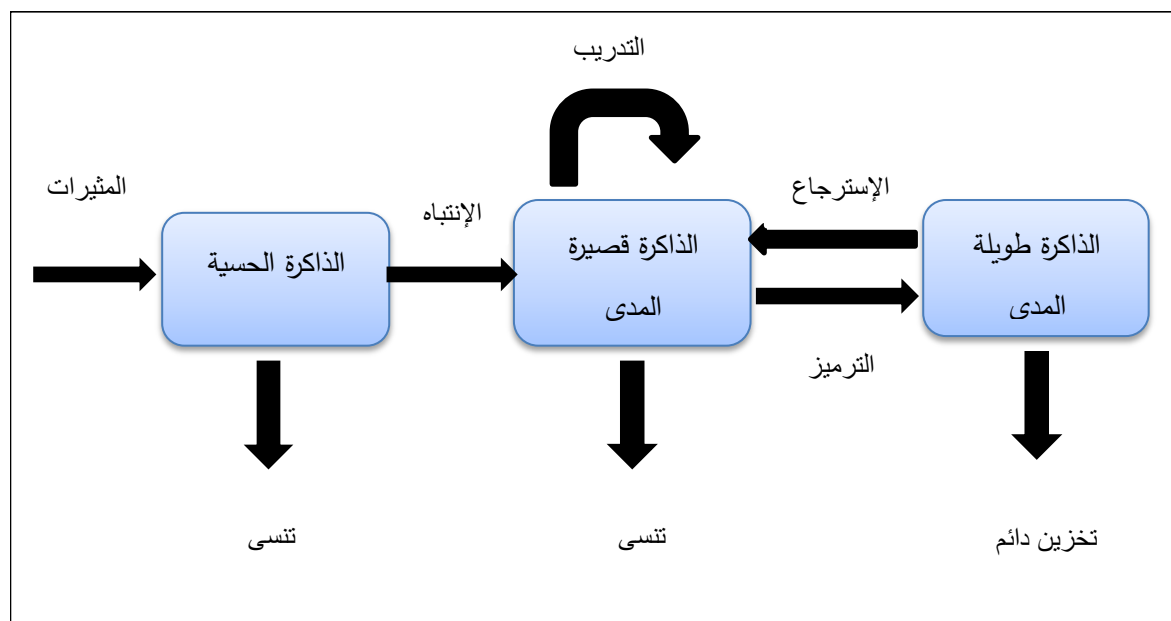 التدريب
المثيرات
الإنتباه
الإسترجاع
الذاكرة الحسية
الذاكرة قصيرة
المدى
الذاكرة طويلة
المدى
الترميز
تنسى
تنسى
تخزين دائم